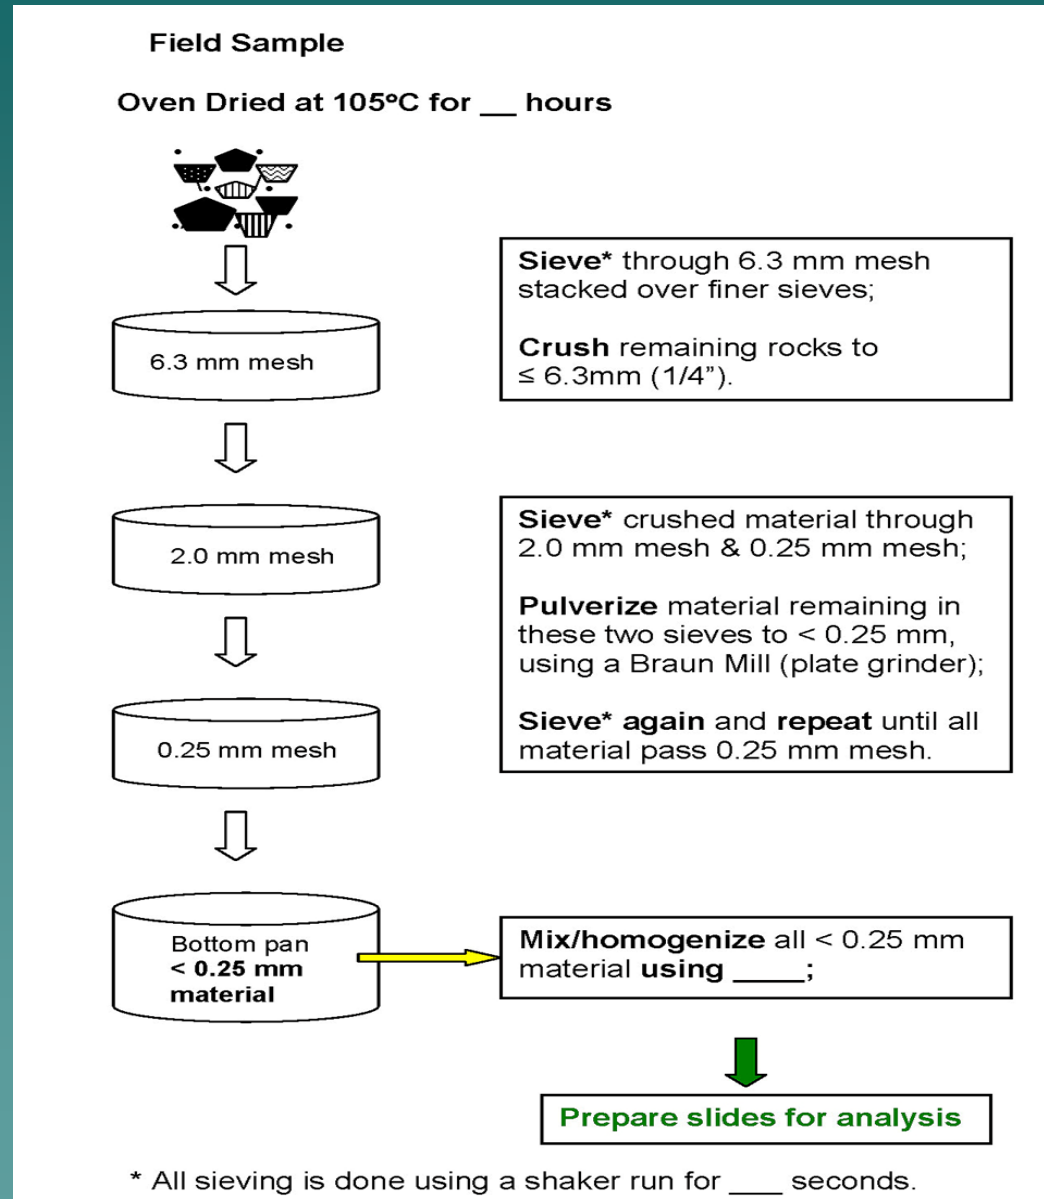 Field Sample
Oven Dried at 105ºC for __ hours
6.3 mm mesh
Sieve* through 6.3 mm mesh
stacked over finer sieves;
Crush remaining rocks to
≤ 6.3mm (1/4”).
2.0 mm mesh
0.25 mm mesh
Sieve* crushed material through
2.0 mm mesh & 0.25 mm mesh;
Pulverize material remaining in
these two sieves to < 0.25 mm,
using a Braun Mill (plate grinder);
Sieve* again and repeat until all
material pass 0.25 mm mesh.
Bottom pan
< 0.25 mm
material
Mix/homogenize all < 0.25 mm
material using ____;
Prepare slides for analysis
* All sieving is done using a shaker run for ___ seconds.